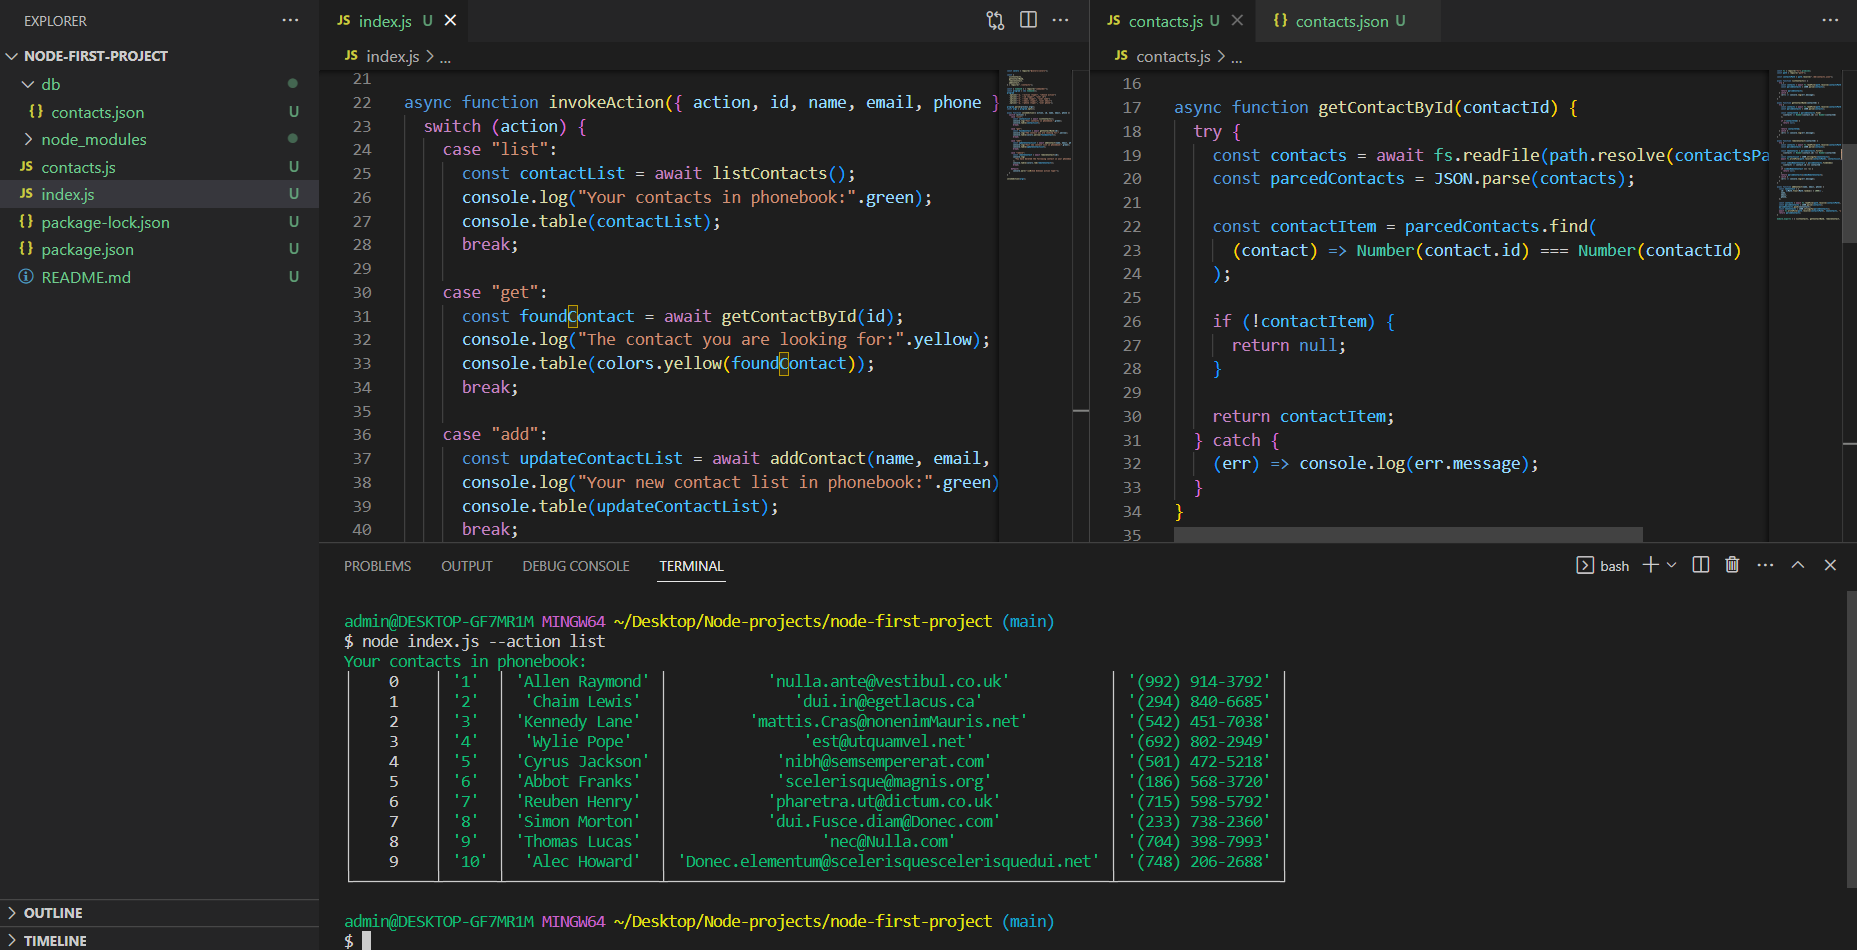 EXPLORER
NODE-FIRST-PROJECT
db
{} contacts.json U
node_modules
JS contacts.js U
JS index.js U
{} package-lock.json U
{} package.json U
README.md U
OUTLINE
TIMELINE
JS index.js U
JS index.js > ...
21
22 async function invokeAction({ action, id, name, email, phone }
23 switch (action) {
24 case "list":
25 const contactList = await listContacts();
26 console.log("Your contacts in phonebook:".green);
27 console.table(contactList);
28 break;
29
30 case "get":
31 const foundContact = await getContactById(id);
32 console.log("The contact you are looking for:".yellow);
33 console.table(colors.yellow(foundContact));
34 break;
35
36 case "add":
37 const updateContactList = await addContact(name, email,
38 console.log("Your new contact list in phonebook:".green)
39 console.table(updateContactList);
40 break;
JS contacts.js U
{} contacts.json U
JS contacts.js > ...
16
17 async function getContactById(contactId) {
18 try {
19 const contacts = await fs.readFile(path.resolve(contactsPa
20 const parcedContacts = JSON.parse(contacts);
21
22 const contactItem = parcedContacts.find(
23 (contact) => Number(contact.id) === Number(contactId)
24 );
25
26 if (!contactItem) {
27 return null;
28 }
29
30 return contactItem;
31 } catch {
32 (err) => console.log(err.message);
33 }
34 }
35
PROBLEMS OUTPUT DEBUG CONSOLE TERMINAL
bash
admin@DESKTOP-GF7MR1M MINGW64 ~/Desktop/Node-projects/node-first-project (main)
$ node index.js --action list
Your contacts in phonebook:
0 '1' 'Allen Raymond' 'nulla.ante@vestibul.co.uk' '(992) 914-3792'
1 '2' 'Chaim Lewis' 'dui.in@egetlacus.ca' '(294) 840-6685'
2 '3' 'Kennedy Lane' 'mattis.Cras@nonenimMauris.net' '(542) 451-7038'
3 '4' 'Wylie Pope' 'est@utquamvel.net' '(692) 802-2949'
4 '5' 'Cyrus Jackson' 'nibh@semsempererat.com' '(501) 472-5218'
5 '6' 'Abbot Franks' 'scelerisque@magnis.org' '(186) 568-3720'
6 '7' 'Reuben Henry' 'pharetra.ut@dictum.co.uk' '(715) 598-5792'
7 '8' 'Simon Morton' 'dui.Fusce.diam@Donec.com' '(233) 738-2360'
8 '9' 'Thomas Lucas' 'nec@Nulla.com' '(704) 398-7993'
9 '10' 'Alec Howard' 'Donec.elementum@scelerisquescelerisquedui.net' '(748) 206-2688'
admin@DESKTOP-GF7MR1M MINGW64 ~/Desktop/Node-projects/node-first-project (main)
$